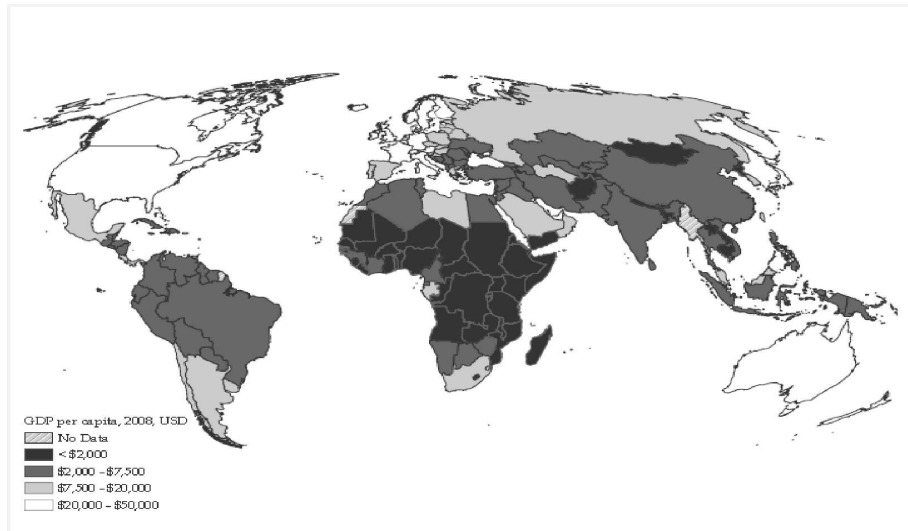 GDP per capita, 2008, USD
No Data
< $2,000
$2,000 - $7,500
$7,500 - $20,000
$20,000 - $50,000